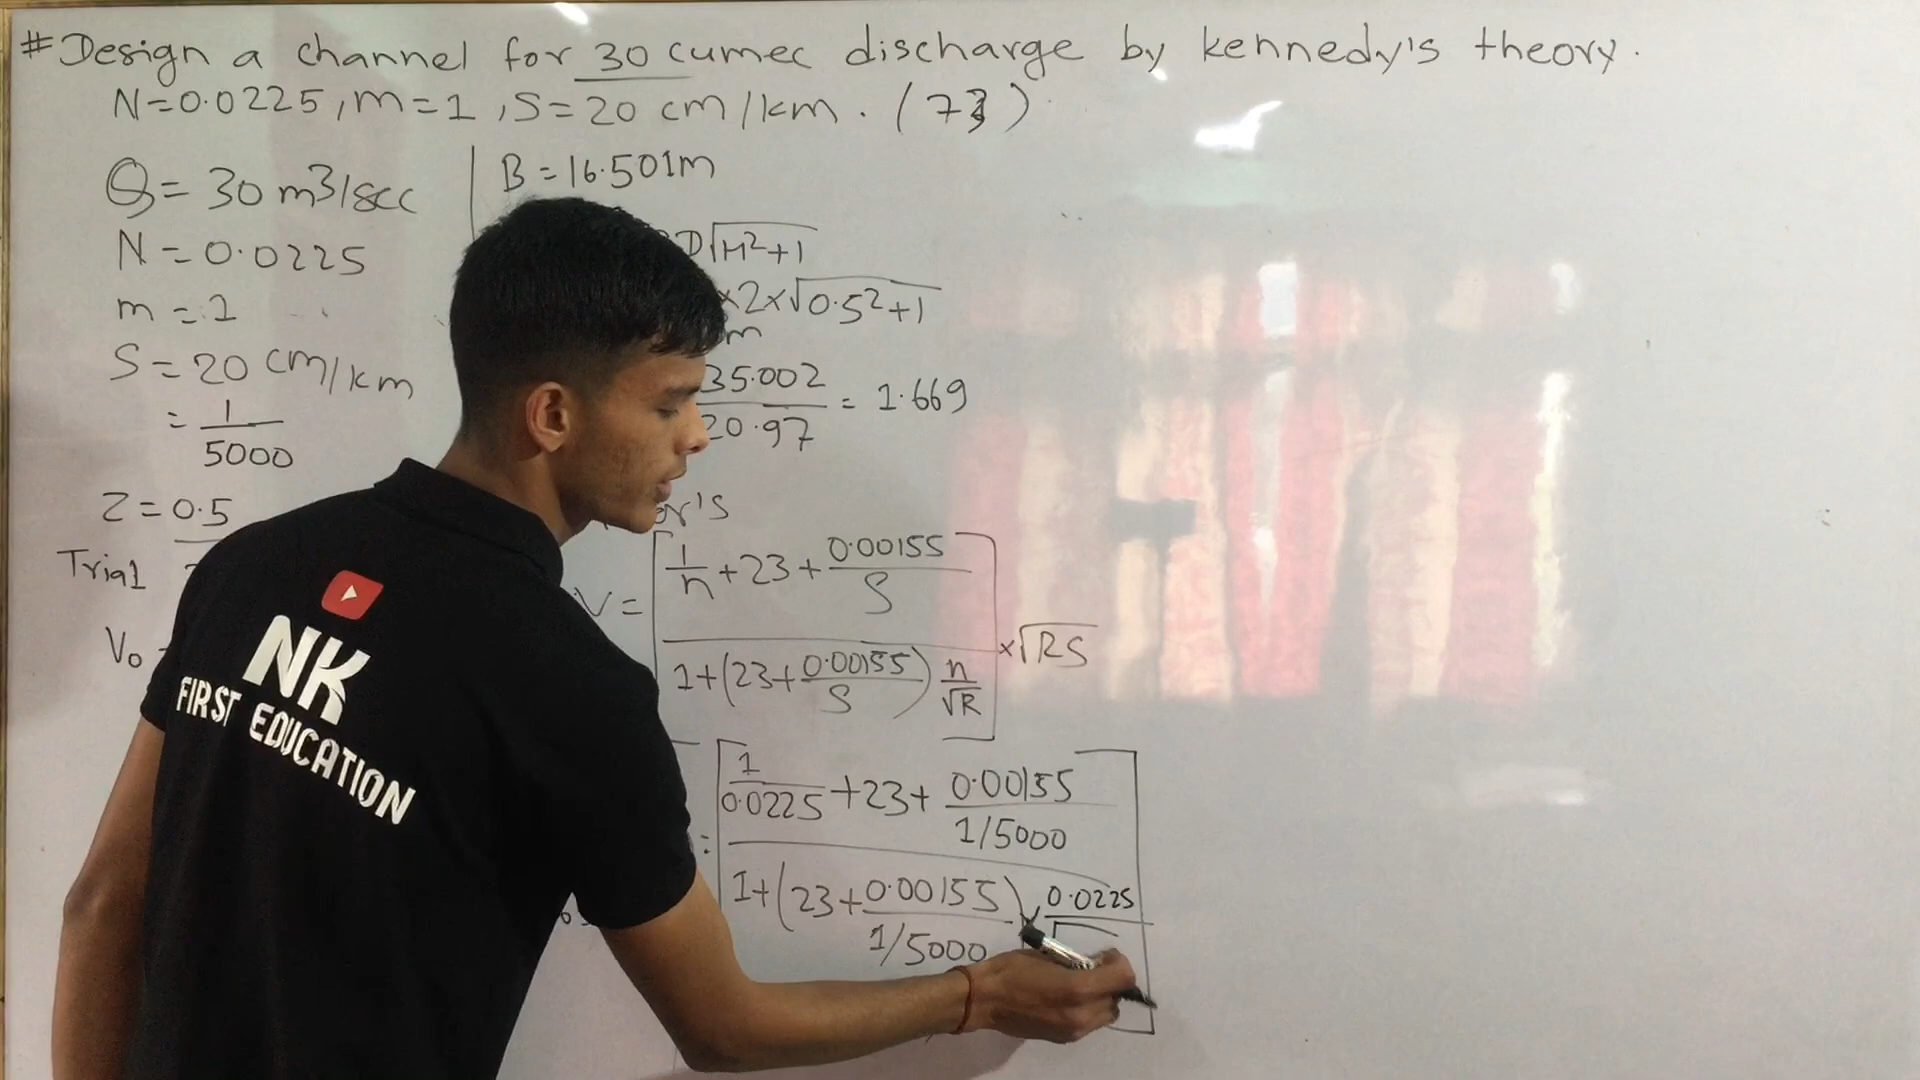 # Design a channel for 30 cumec discharge by kennedy's theory.
N=0.0225, m=1, S=20 cm/km. (73)
Q = 30 m3/sec
N = 0.0225
m = 1
S = 20 cm/km
= 1/5000
Z = 0.5
Trial
V0
B = 16.501m
D√H²+1
×2×√0.5²+1
m
35.002/20.97 = 1.669
or's
V = [1/n + 23 + 0.00155/S / 1+(23+0.00155/S) n/√R] × √RS
= [1/0.0225 + 23 + 0.00155/1/5000 / 1+(23+0.00155/1/5000) × 0.0225/√]
NK
FIRST EDUCATION